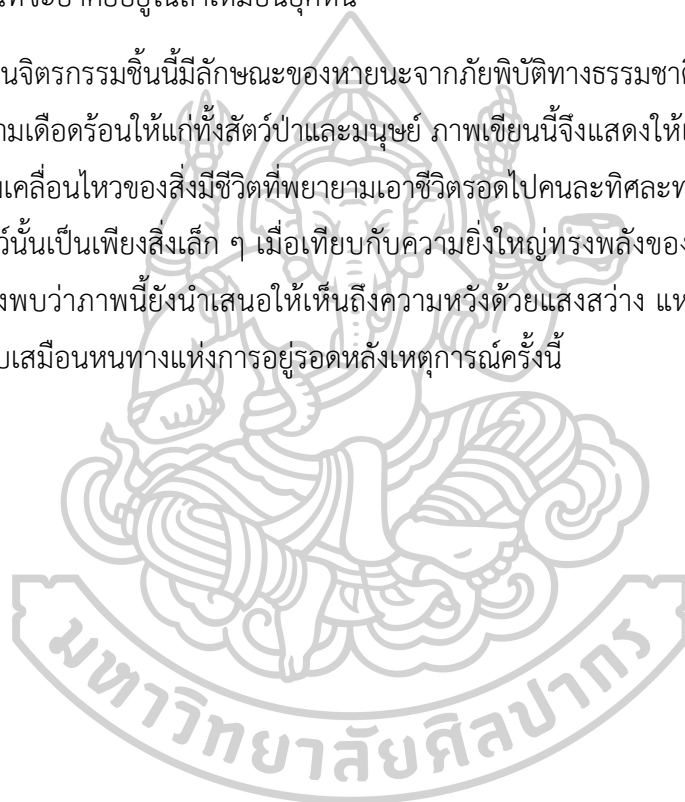 นจิตรกรรมชิ้นนี้มีลักษณะของหายนะจากภัยพิบัติทางธรรมชาติ
ามเดือดร้อนให้แก่ทั้งสัตว์ป่าและมนุษย์ ภาพเขียนนี้จึงแสดงให้เ
เคลื่อนไหวของสิ่งมีชีวิตที่พยายามเอาชีวิตรอดไปคนละทิศละท
ว์นั้นเป็นเพียงสิ่งเล็ก ๆ เมื่อเทียบกับความยิ่งใหญ่ทรงพลังของ
งพบว่าภาพนี้ยังนำเสนอให้เห็นถึงความหวังด้วยแสงสว่าง แห
บเสมือนหนทางแห่งการอยู่รอดหลังเหตุการณ์ครั้งนี้
มหาวิทยาลัยศิลปากร